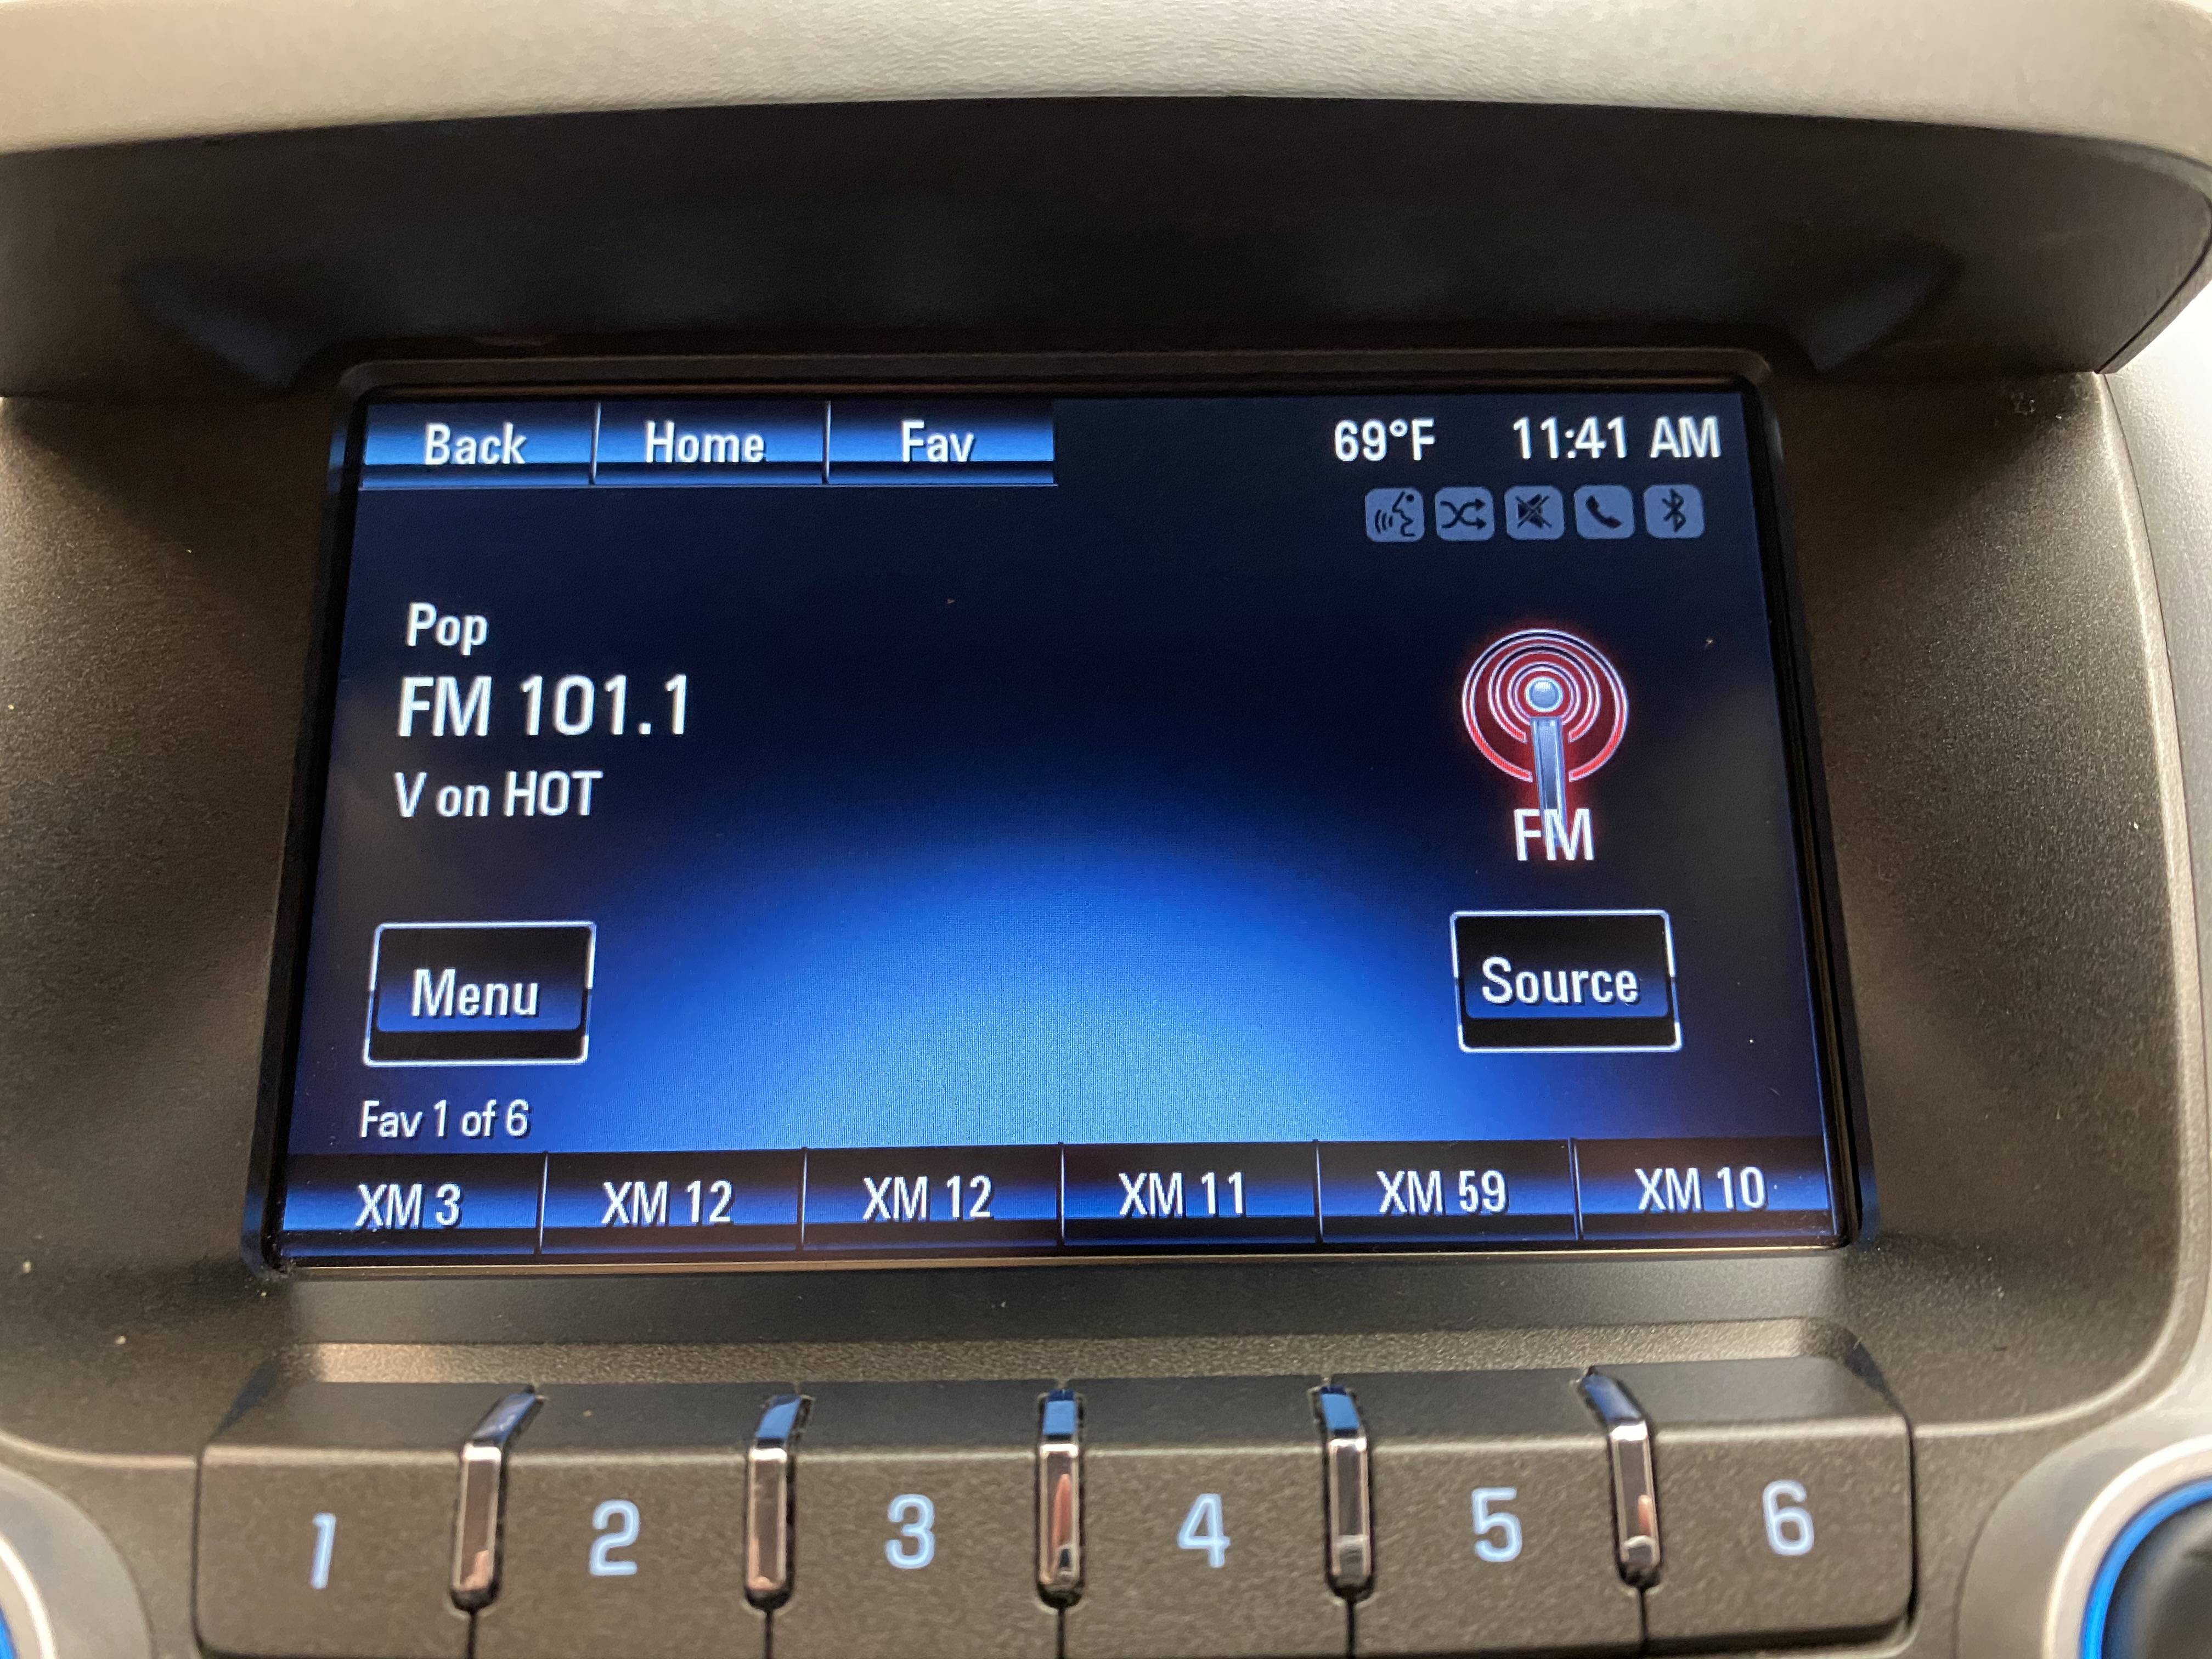 Back Home Fav 69°F 11:41 AM
Pop
FM 101.1
V on HOT
FM
Menu Source
Fav 1 of 6
XM 3 XM 12 XM 12 XM 11 XM 59 XM 10
1 2 3 4 5 6